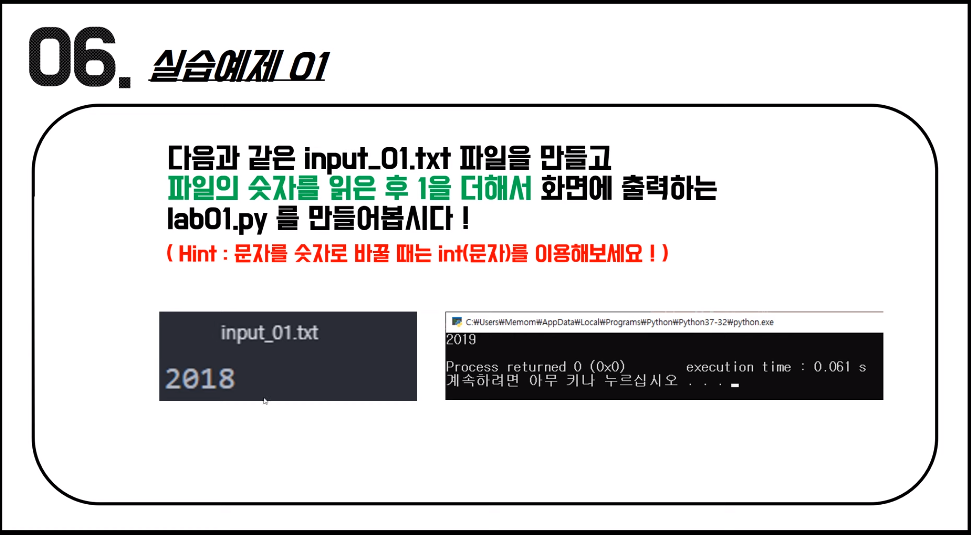 06. 실습예제 01
다음과 같은 input_01.txt 파일을 만들고
파일의 숫자를 읽은 후 1을 더해서 화면에 출력하는
lab01.py 를 만들어봅시다 !
( Hint : 문자를 숫자로 바꿀 때는 int(문자)를 이용해보세요 ! )
input_01.txt
2018
C:₩Users₩Memom₩AppData₩Local₩Programs₩Python₩Python37-32₩python.exe
2019
Process returned 0 (0x0) execution time : 0.061 s
계속하려면 아무 키나 누르십시오 . . .